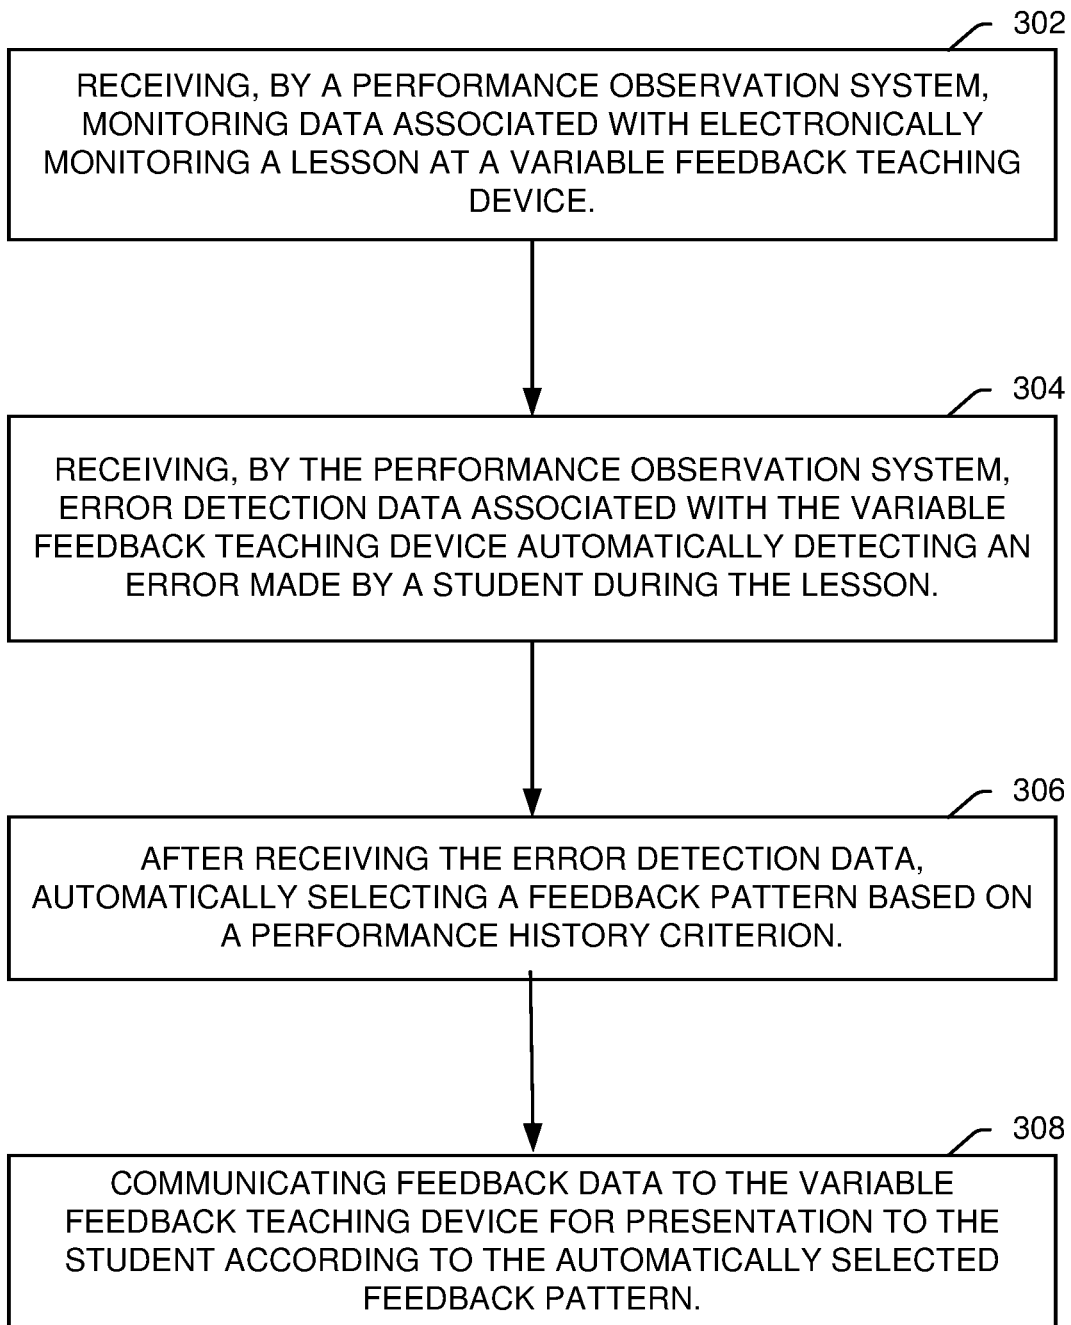 302
RECEIVING, BY A PERFORMANCE OBSERVATION SYSTEM,
MONITORING DATA ASSOCIATED WITH ELECTRONICALLY
MONITORING A LESSON AT A VARIABLE FEEDBACK TEACHING
DEVICE.
304
RECEIVING, BY THE PERFORMANCE OBSERVATION SYSTEM,
ERROR DETECTION DATA ASSOCIATED WITH THE VARIABLE
FEEDBACK TEACHING DEVICE AUTOMATICALLY DETECTING AN
ERROR MADE BY A STUDENT DURING THE LESSON.
306
AFTER RECEIVING THE ERROR DETECTION DATA,
AUTOMATICALLY SELECTING A FEEDBACK PATTERN BASED ON
A PERFORMANCE HISTORY CRITERION.
308
COMMUNICATING FEEDBACK DATA TO THE VARIABLE
FEEDBACK TEACHING DEVICE FOR PRESENTATION TO THE
STUDENT ACCORDING TO THE AUTOMATICALLY SELECTED
FEEDBACK PATTERN.